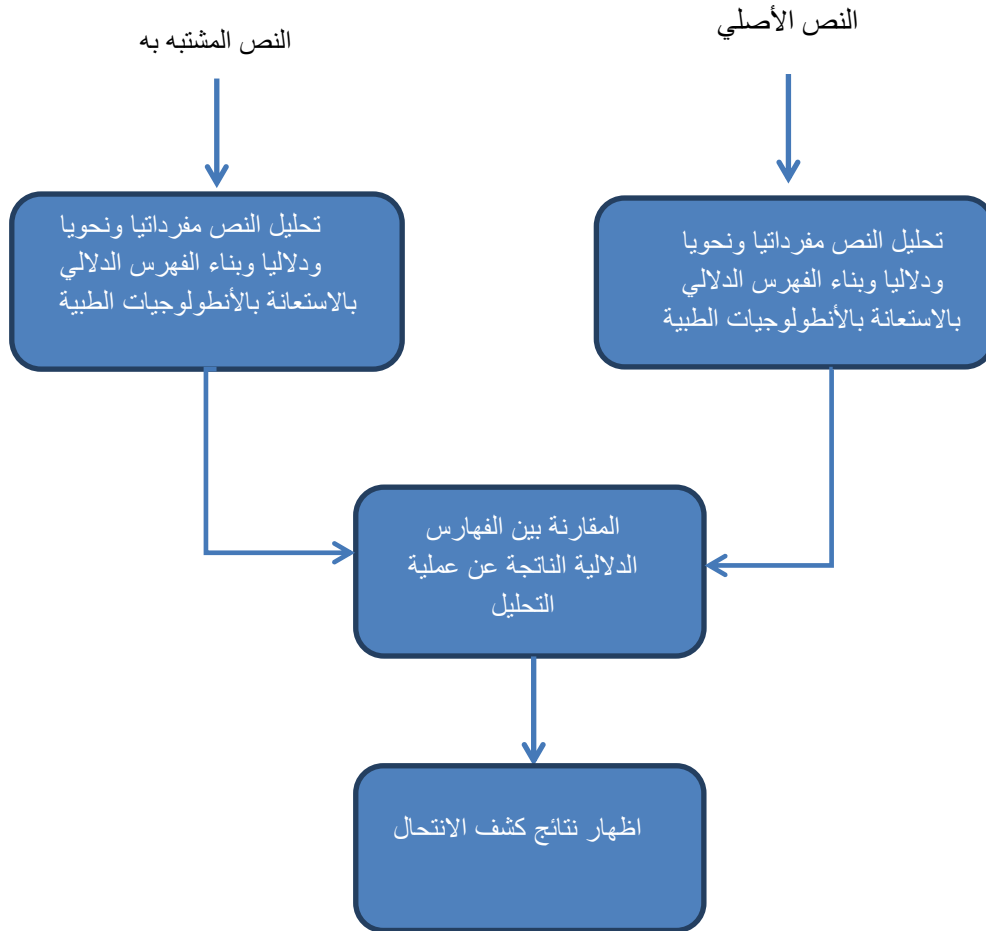 النص الأصلي
النص المشتبه به
تحليل النص مفرداتيا ونحويا
ودلاليا وبناء الفهرس الدلالي
بالاستعانة بالأنطولوجيات الطبية
تحليل النص مفرداتيا ونحويا
ودلاليا وبناء الفهرس الدلالي
بالاستعانة بالأنطولوجيات الطبية
المقارنة بين الفهارس
الدلالية الناتجة عن عملية
التحليل
اظهار نتائج كشف الانتحال